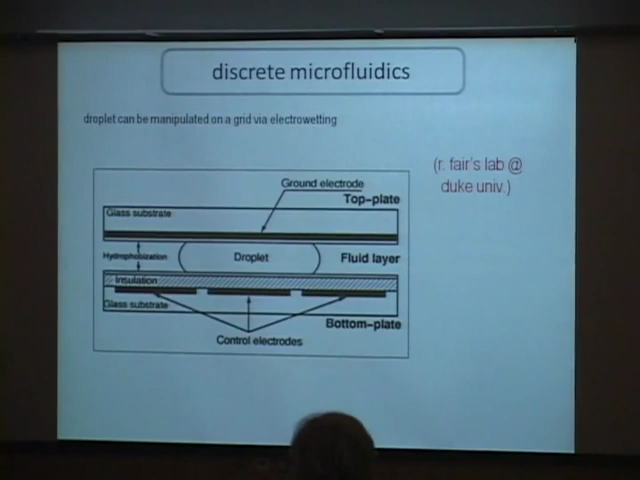 discrete microfluidics
droplet can be manipulated on a grid via electrowetting
(r. fair's lab @
duke univ.)
Ground electrode
Top-plate
Glass substrate
Hydrophobization
Droplet
Fluid layer
Insulation
Glass substrate
Bottom-plate
Control electrodes